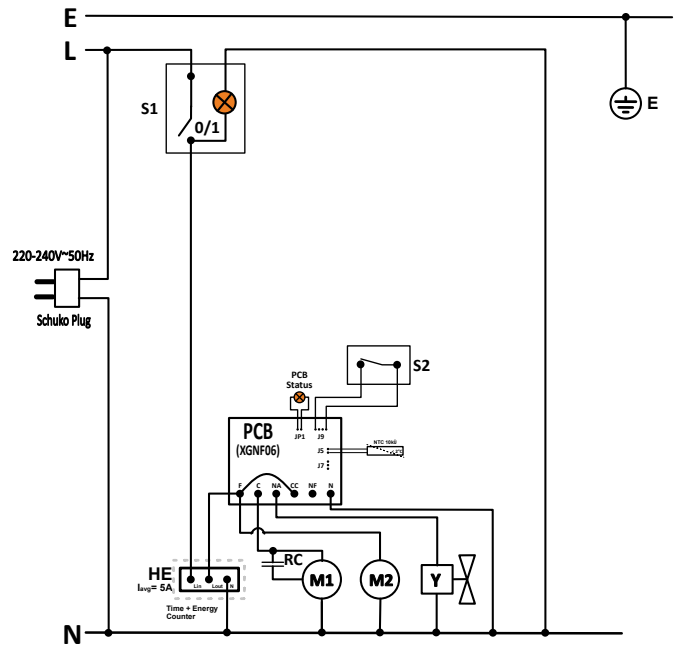 E
L
S1
0/1
E
220-240V~50Hz
Schuko Plug
S2
PCB
Status
PCB
(XGNF06)
JP1 J9
J5
NTC 10kΩ
J7
F C NA CC NF N
RC
M1 M2 Y
HE
Iavg= 5A
Lin Lout N
Time + Energy
Counter
N